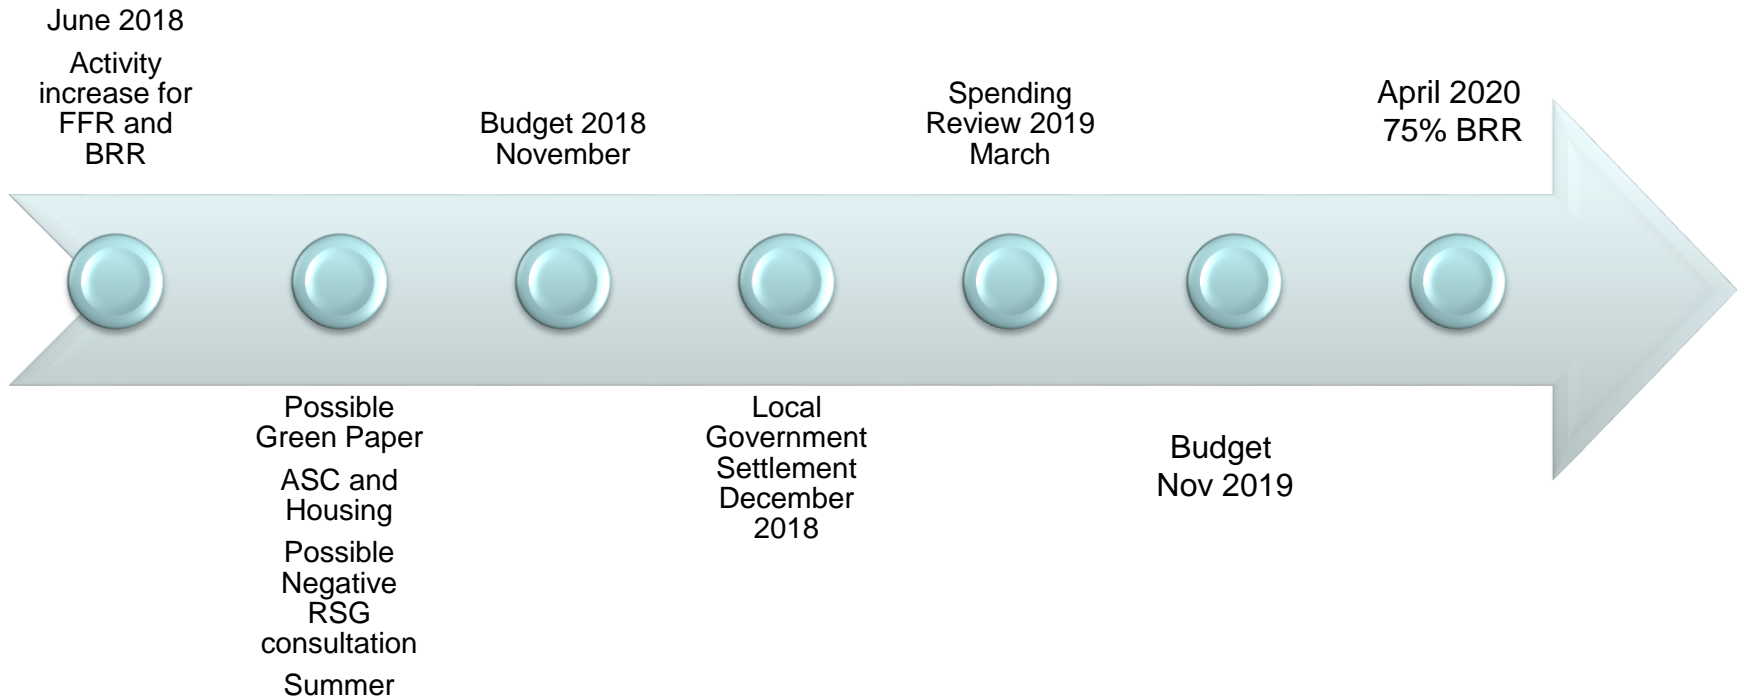 June 2018
Activity
increase for
FFR and
BRR
Possible
Green Paper
ASC and
Housing
Possible
Negative
RSG
consultation
Summer
Budget 2018
November
Local
Government
Settlement
December
2018
Spending
Review 2019
March
Budget
Nov 2019
April 2020
75% BRR